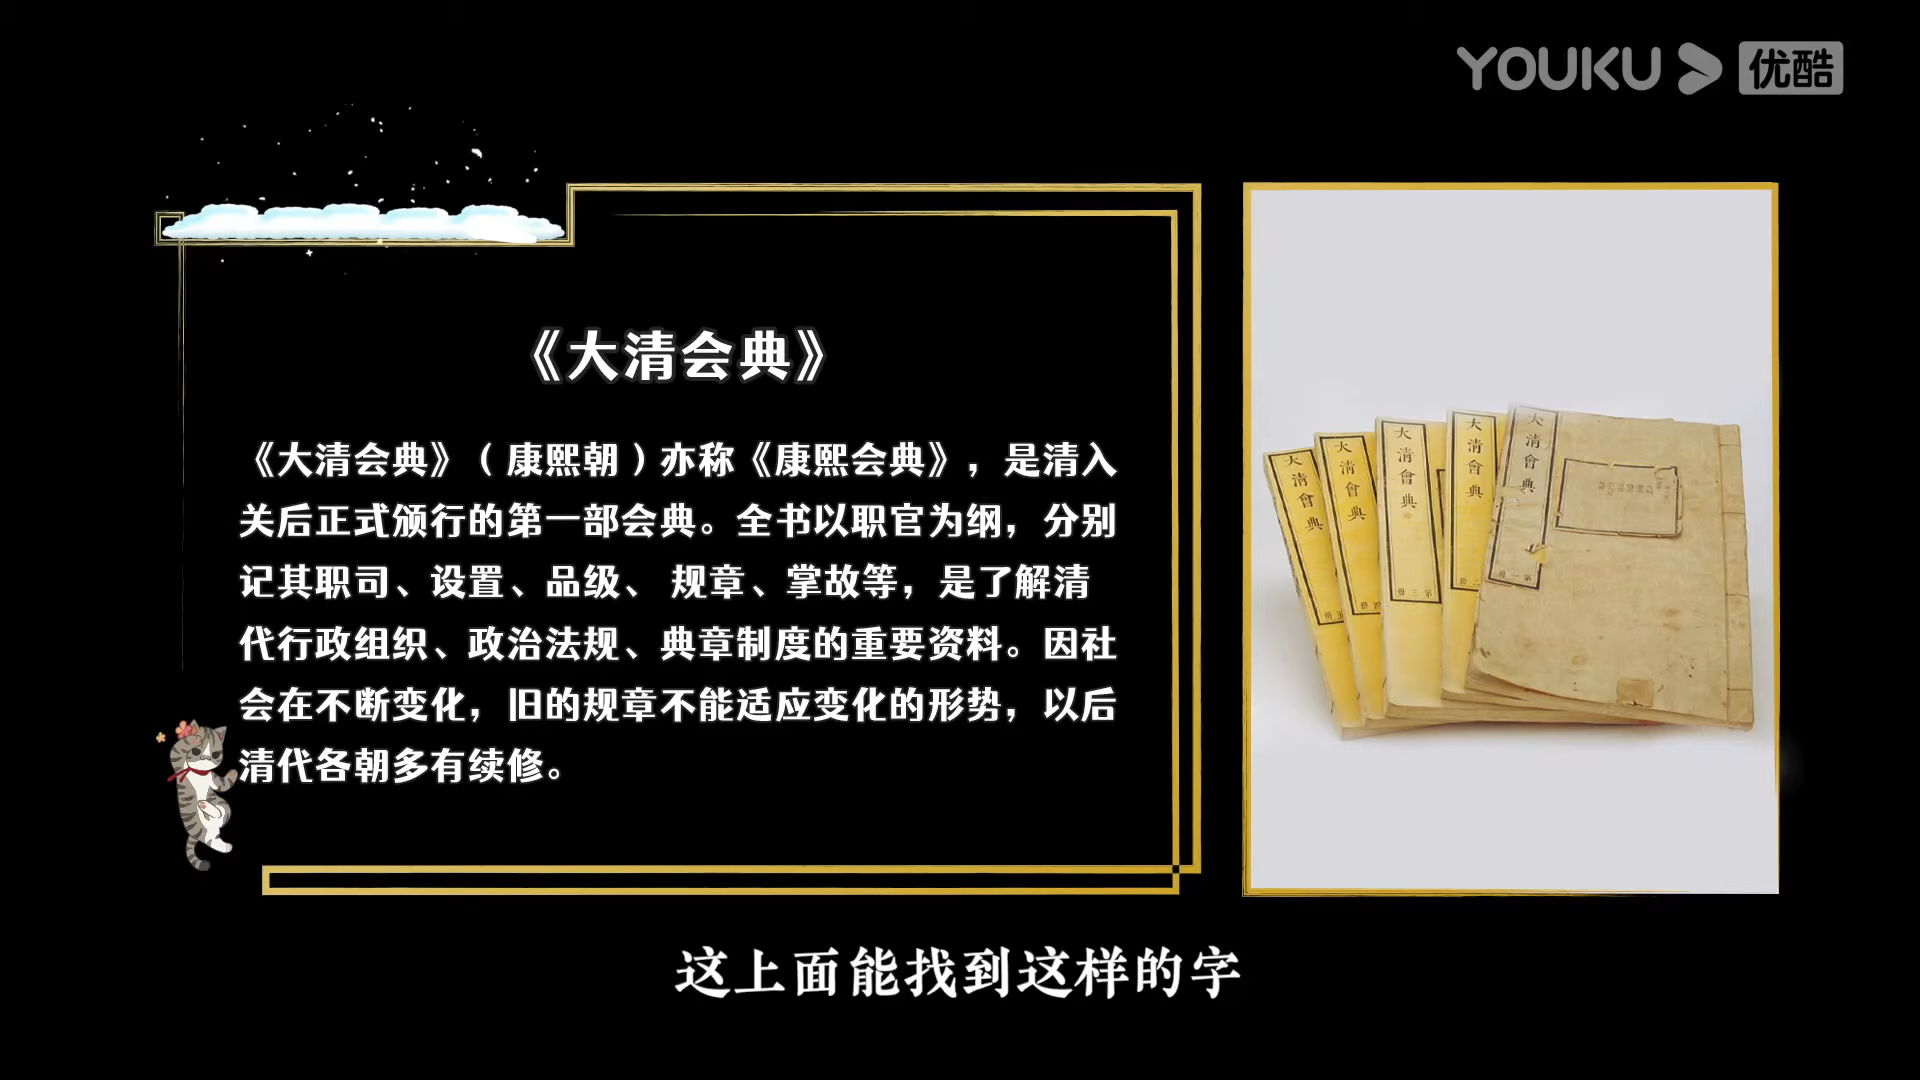 YOUKU 优酷
《大清会典》
《大清会典》（康熙朝）亦称《康熙会典》，是清入
关后正式颁行的第一部会典。全书以职官为纲，分别
记其职司、设置、品级、 规章、掌故等，是了解清
代行政组织、政治法规、典章制度的重要资料。因社
会在不断变化，旧的规章不能适应变化的形势，以后
清代各朝多有续修。
大清會典
大清會典
大清會典
大清會典
大清會典
这上面能找到这样的字